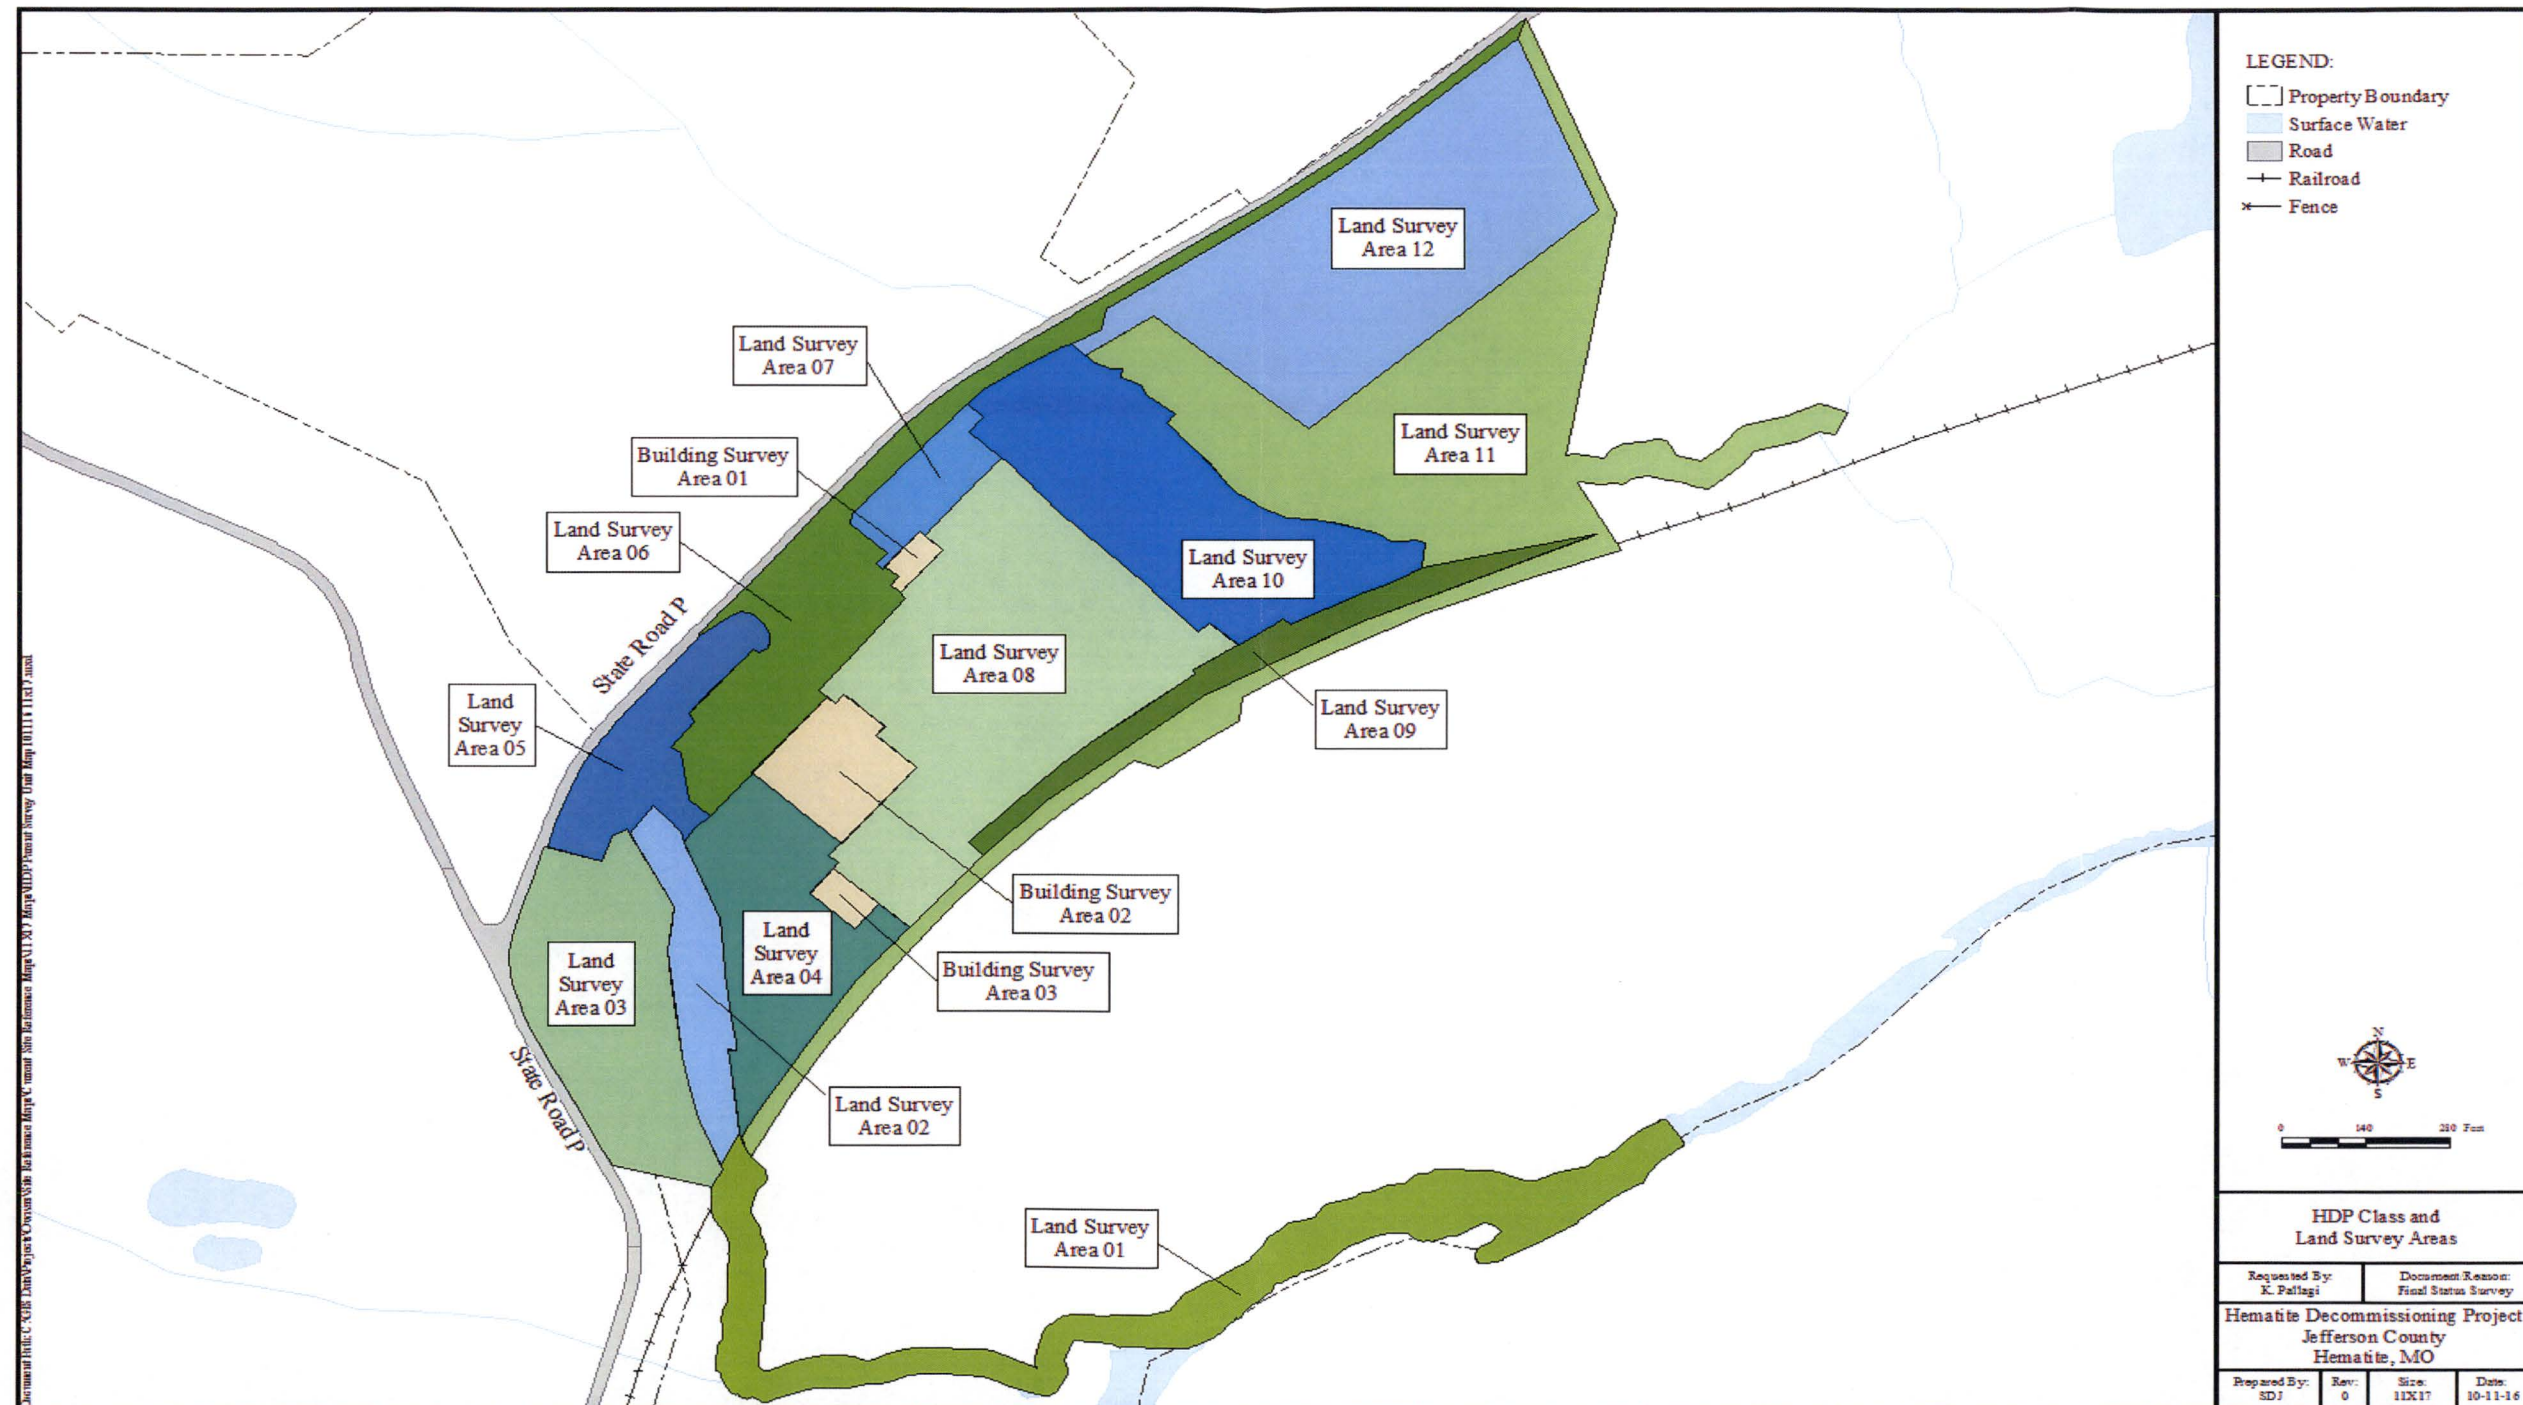 LEGEND:
Property Boundary
Surface Water
Road
Railroad
Fence
Land Survey
Area 12
Land Survey
Area 07
Land Survey
Area 11
Building Survey
Area 01
Land Survey
Area 06
Land Survey
Area 10
State Road P
Land Survey
Area 08
Land
Survey
Area 05
Land Survey
Area 09
Building Survey
Area 02
Land
Survey
Area 04
Land
Survey
Area 03
Building Survey
Area 03
State Road P
Land Survey
Area 02
Land Survey
Area 01
N
W
E
S
0 140 280 Feet
HDP Class and
Land Survey Areas
Requested By:
K. Pallagi
Document/Reason:
Final Status Survey
Hematite Decommissioning Project
Jefferson County
Hematite, MO
Prepared By:
SDJ
Rev:
0
Size:
11X17
Date:
10-11-16